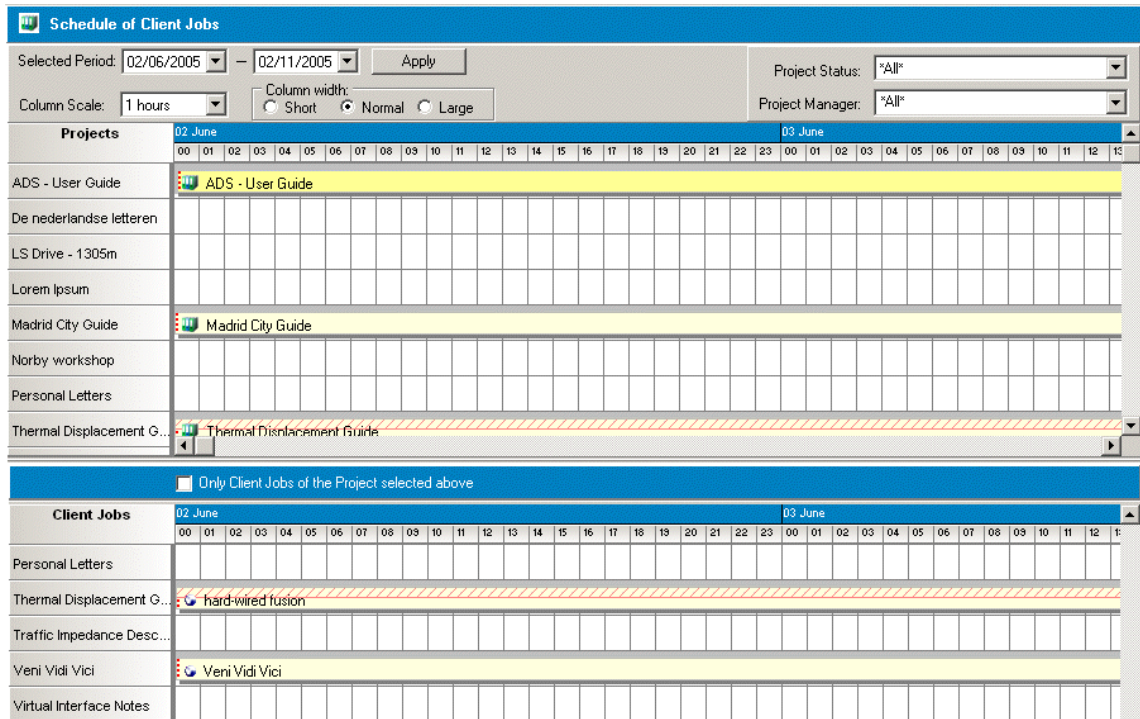 Schedule of Client Jobs
Selected Period: 02/06/2005 – 02/11/2005 Apply
Project Status: *All*
Column Scale: 1 hours
Column width:
Short Normal Large
Project Manager: *All*
Projects
02 June 03 June
00 01 02 03 04 05 06 07 08 09 10 11 12 13 14 15 16 17 18 19 20 21 22 23 00 01 02 03 04 05 06 07 08 09 10 11 12 13
ADS - User Guide ADS - User Guide
De nederlandse letteren
LS Drive - 1305m
Lorem Ipsum
Madrid City Guide Madrid City Guide
Norby workshop
Personal Letters
Thermal Displacement G... Thermal Displacement Guide
Only Client Jobs of the Project selected above
Client Jobs
02 June 03 June
00 01 02 03 04 05 06 07 08 09 10 11 12 13 14 15 16 17 18 19 20 21 22 23 00 01 02 03 04 05 06 07 08 09 10 11 12
Personal Letters
Thermal Displacement G... hard-wired fusion
Traffic Impedance Desc...
Veni Vidi Vici Veni Vidi Vici
Virtual Interface Notes